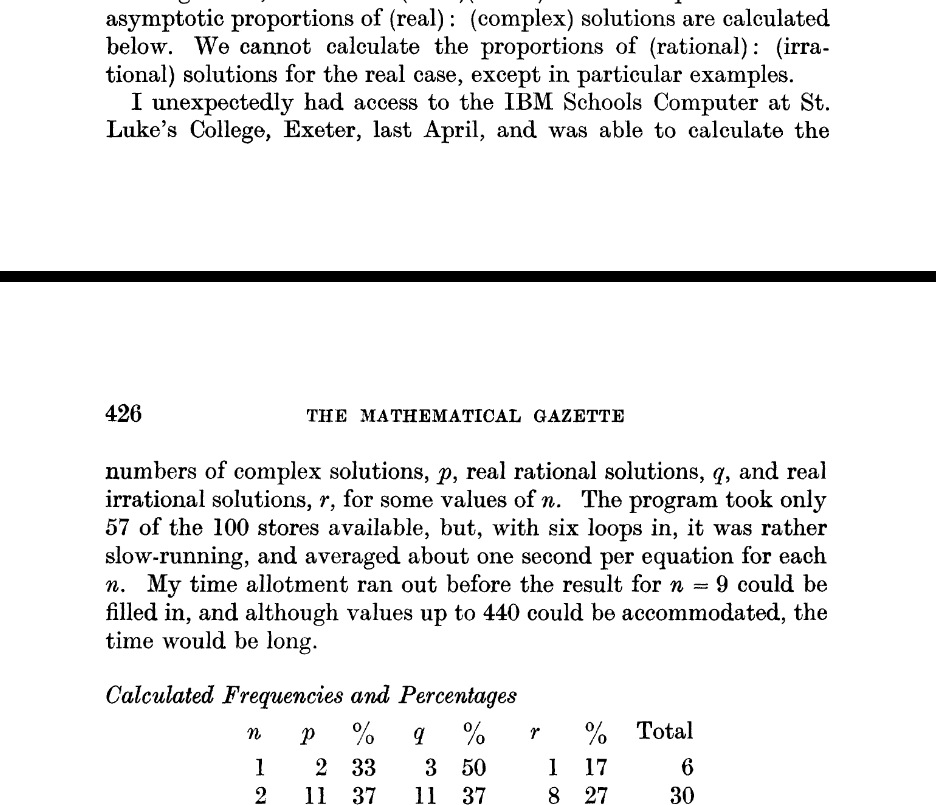 asymptotic proportions of (real) : (complex) solutions are calculated
below. We cannot calculate the proportions of (rational) : (irra-
tional) solutions for the real case, except in particular examples.
I unexpectedly had access to the IBM Schools Computer at St.
Luke's College, Exeter, last April, and was able to calculate the
426 THE MATHEMATICAL GAZETTE
numbers of complex solutions, p, real rational solutions, q, and real
irrational solutions, r, for some values of n. The program took only
57 of the 100 stores available, but, with six loops in, it was rather
slow-running, and averaged about one second per equation for each
n. My time allotment ran out before the result for n = 9 could be
filled in, and although values up to 440 could be accommodated, the
time would be long.
Calculated Frequencies and Percentages
n p % q % r % Total
1 2 33 3 50 1 17 6
2 11 37 11 37 8 27 30